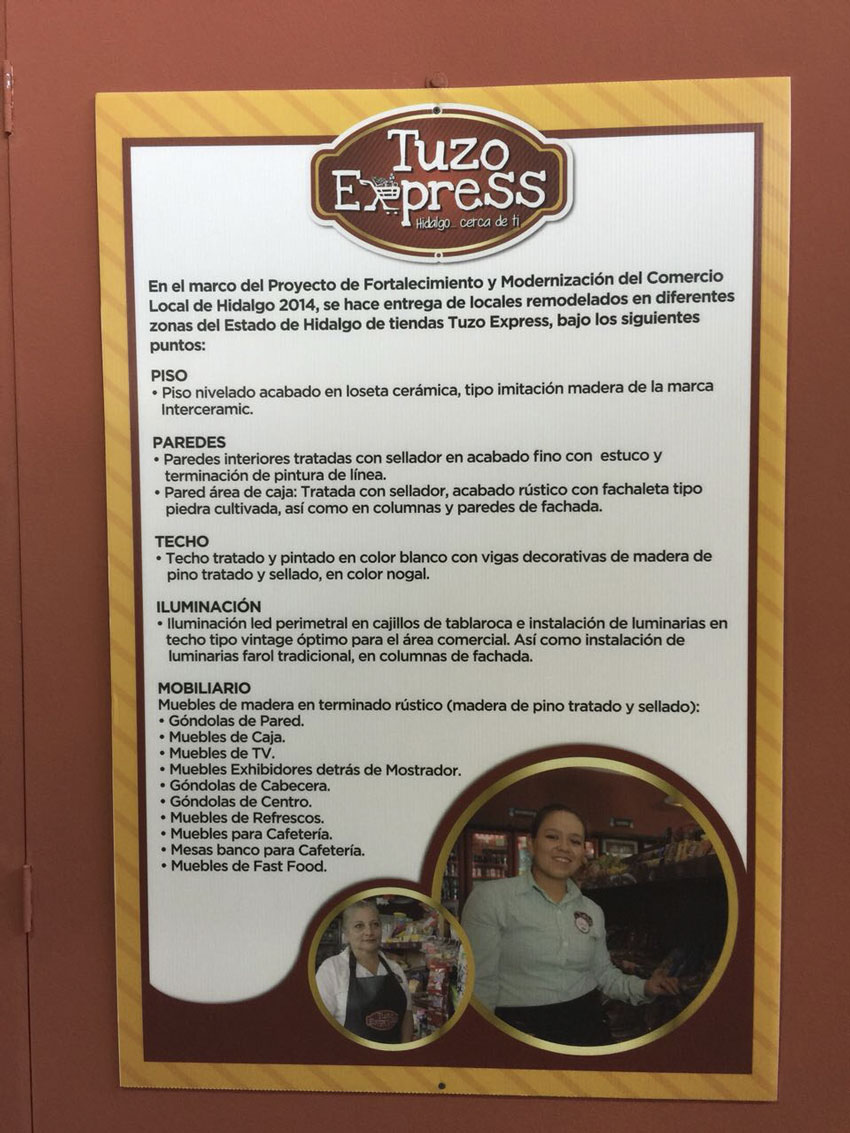 Tuzo
Express
Hidalgo... cerca de ti
En el marco del Proyecto de Fortalecimiento y Modernización del Comercio
Local de Hidalgo 2014, se hace entrega de locales remodelados en diferentes
zonas del Estado de Hidalgo de tiendas Tuzo Express, bajo los siguientes
puntos:
PISO
• Piso nivelado acabado en loseta cerámica, tipo imitación madera de la marca
Interceramic.
PAREDES
• Paredes interiores tratadas con sellador en acabado fino con estuco y
terminación de pintura de línea.
• Pared área de caja: Tratada con sellador, acabado rústico con fachaleta tipo
piedra cultivada, así como en columnas y paredes de fachada.
TECHO
• Techo tratado y pintado en color blanco con vigas decorativas de madera de
pino tratado y sellado, en color nogal.
ILUMINACIÓN
• Iluminación led perimetral en cajillos de tablaroca e instalación de luminarias en
techo tipo vintage óptimo para el área comercial. Así como instalación de
luminarias farol tradicional, en columnas de fachada.
MOBILIARIO
Muebles de madera en terminado rústico (madera de pino tratado y sellado):
• Góndolas de Pared.
• Muebles de Caja.
• Muebles de TV.
• Muebles Exhibidores detrás de Mostrador.
• Góndolas de Cabecera.
• Góndolas de Centro.
• Muebles de Refrescos.
• Muebles para Cafetería.
• Mesas banco para Cafetería.
• Muebles de Fast Food.
Tuzo
Express